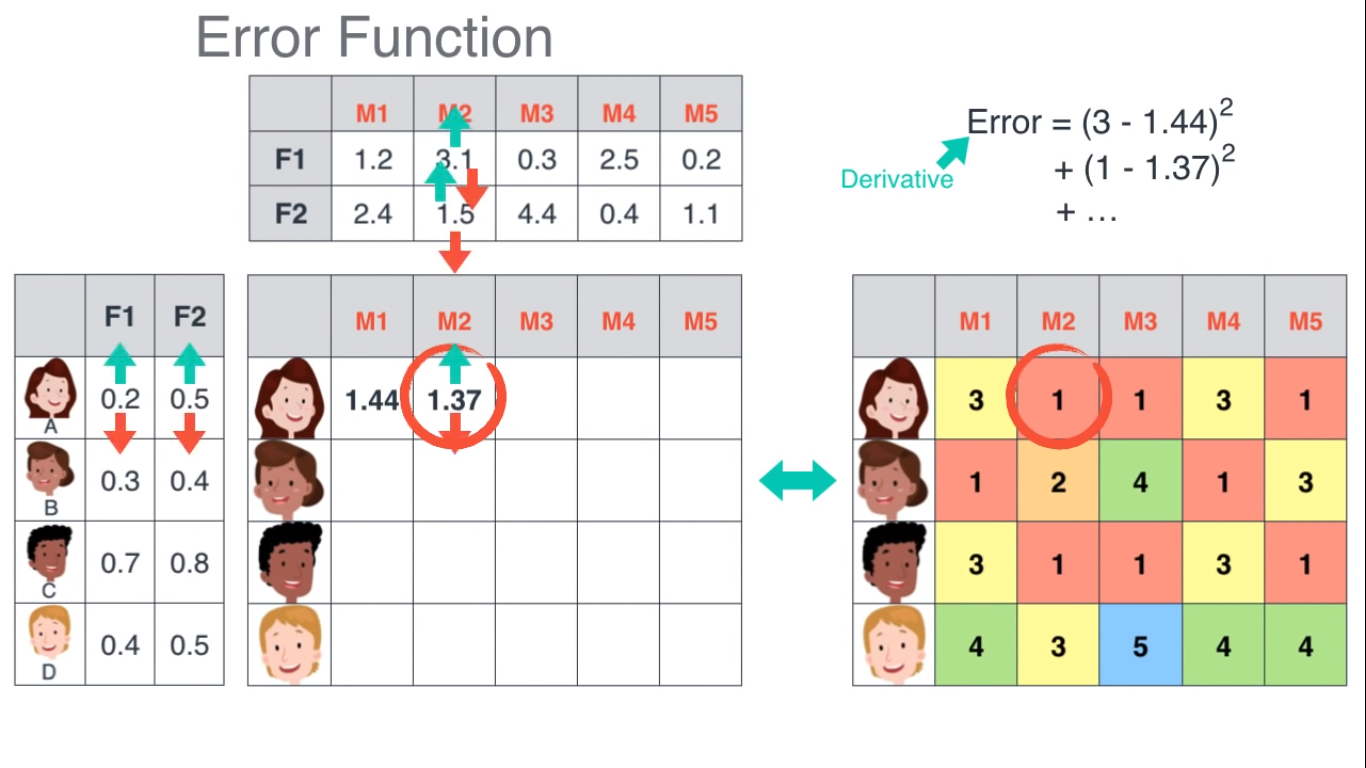 Error Function
M1 M2 M3 M4 M5
F1 1.2 3.1 0.3 2.5 0.2
F2 2.4 1.5 4.4 0.4 1.1
Error = (3 - 1.44)²
Derivative
+ (1 - 1.37)²
+ …
F1 F2
A 0.2 0.5
B 0.3 0.4
C 0.7 0.8
D 0.4 0.5
M1 M2 M3 M4 M5
1.44 1.37
M1 M2 M3 M4 M5
3 1 1 3 1
1 2 4 1 3
3 1 1 3 1
4 3 5 4 4